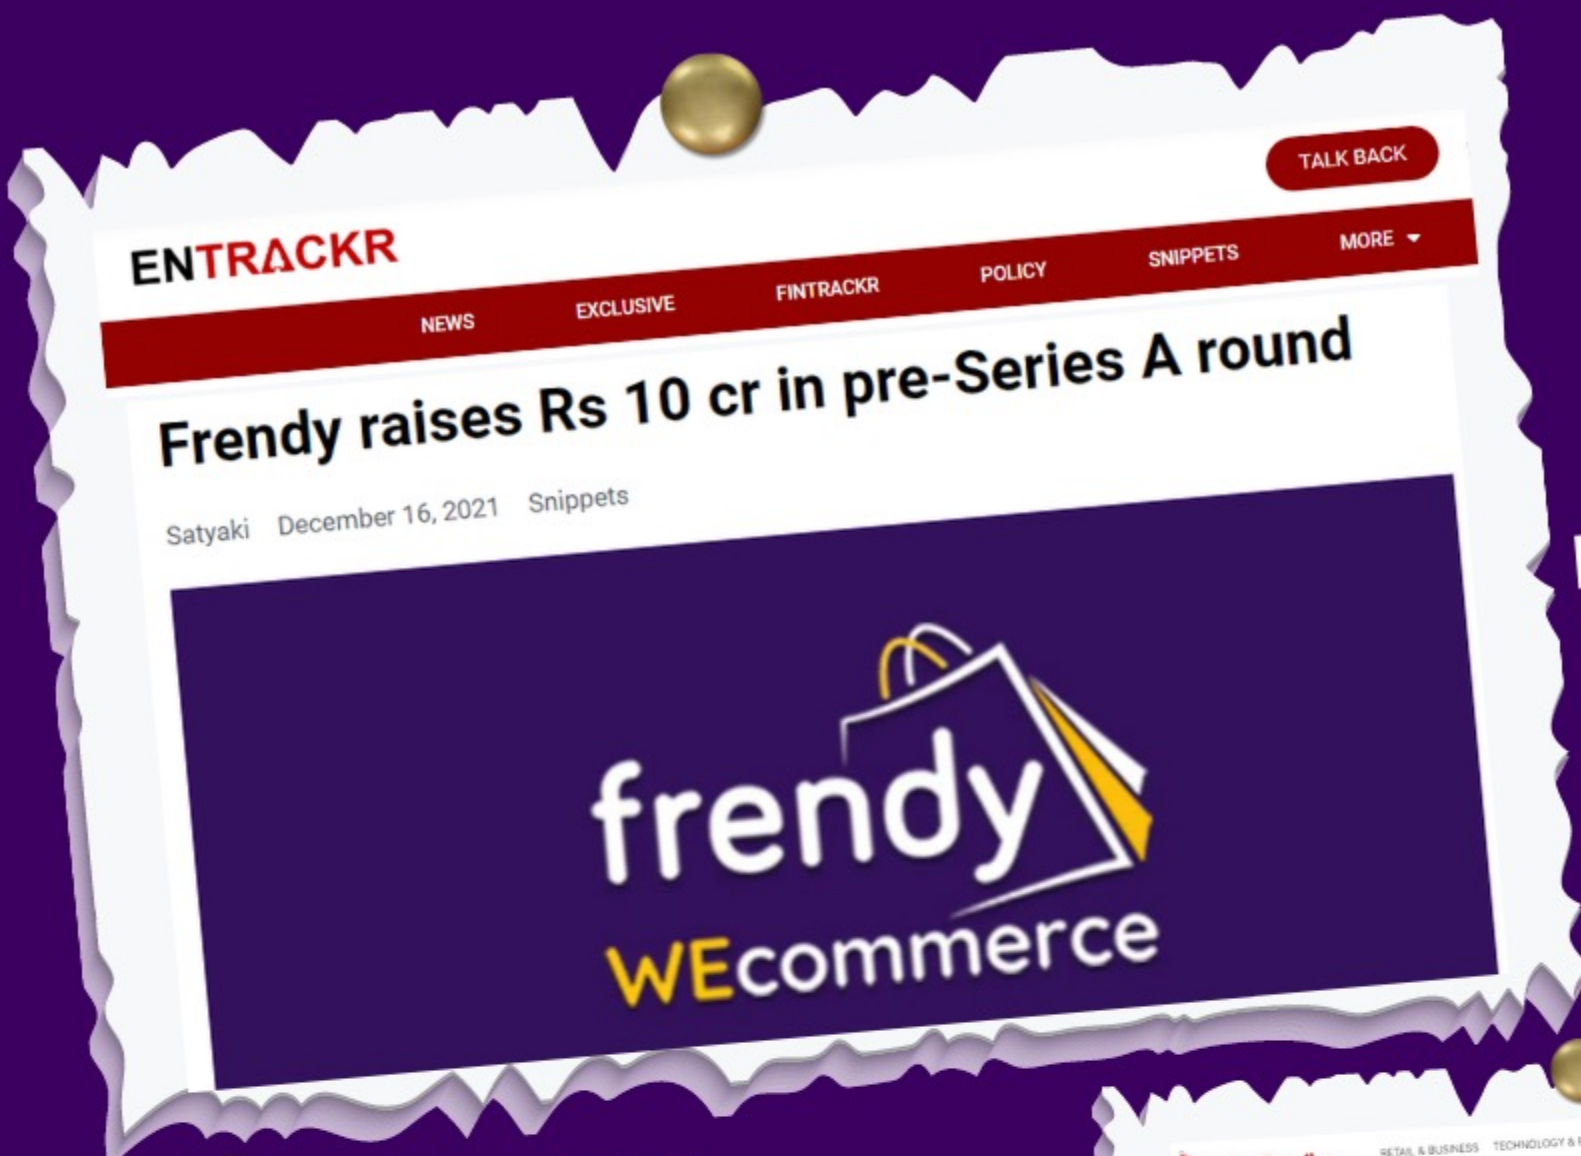 TALK BACK
ENTRACKR
NEWS EXCLUSIVE FINTRACKR POLICY SNIPPETS MORE
Frendy raises Rs 10 cr in pre-Series A round
Satyaki December 16, 2021 Snippets
frendy
WEcommerce
RETAIL & BUSINESS TECHNOLOGY &